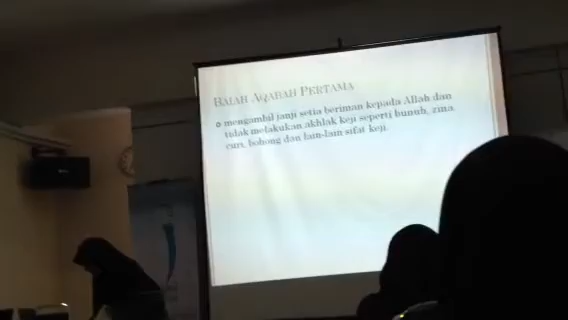 BAIAH AQABAH PERTAMA
mengambil janji setia beriman kepada Allah dan
tidak melakukan akhlak keji seperti bunuh, zina,
curi, bohong dan lain-lain sifat keji.